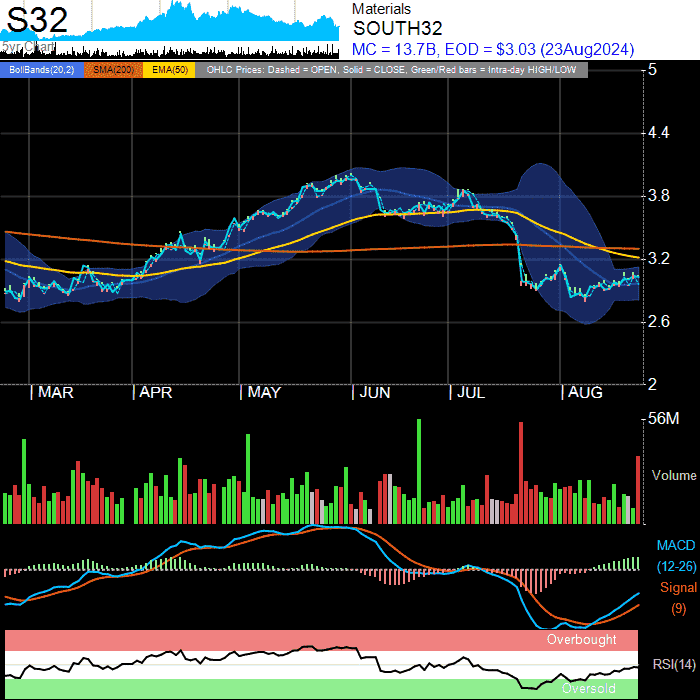 S32
5yr Chart
Materials
SOUTH32
MC = 13.7B, EOD = $3.03 (23Aug2024)
BollBands(20,2) SMA(200) EMA(50) OHLC Prices: Dashed = OPEN, Solid = CLOSE, Green/Red bars = Intra-day HIGH/LOW
5
4.4
3.8
3.2
2.6
2
MAR APR MAY JUN JUL AUG
56M
Volume
MACD
(12-26)
Signal
(9)
Overbought
RSI(14)
Oversold